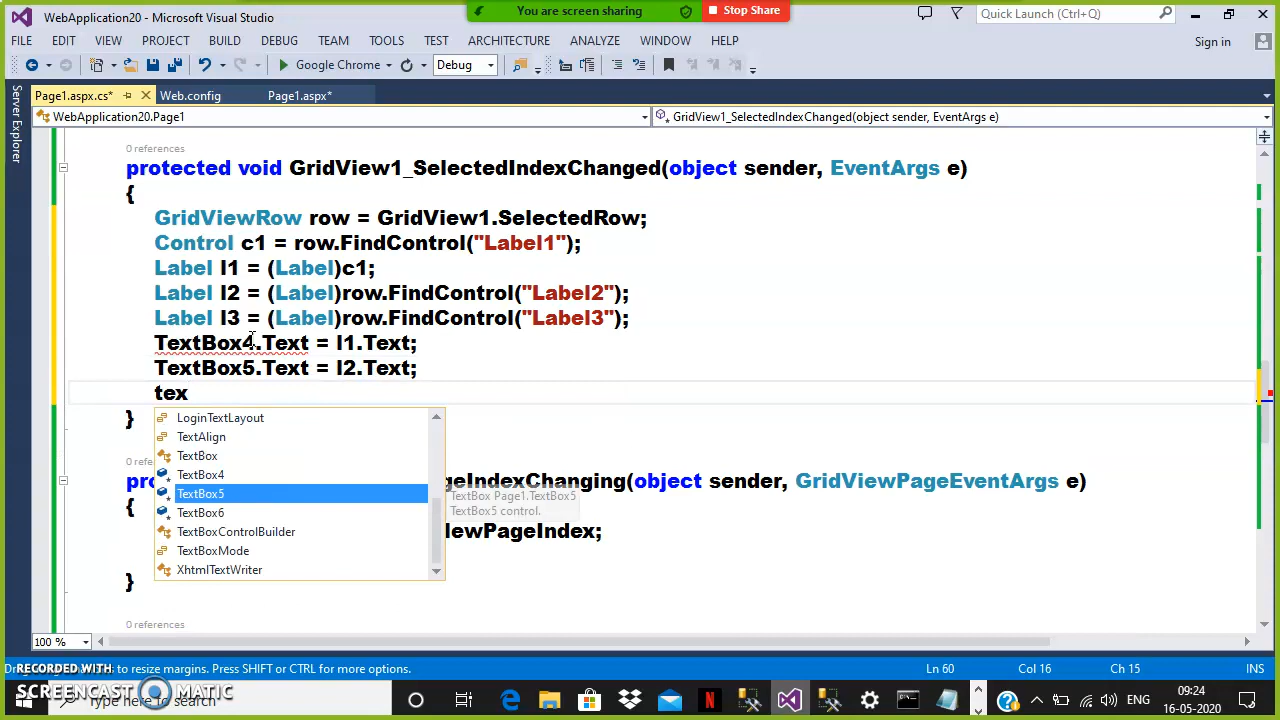 WebApplication20 - Microsoft Visual Studio
You are screen sharing
Stop Share
Quick Launch (Ctrl+Q)
FILE EDIT VIEW PROJECT BUILD DEBUG TEAM TOOLS TEST ARCHITECTURE ANALYZE WINDOW HELP
Sign in
Google Chrome
Debug
Server Explorer
Page1.aspx.cs* Web.config Page1.aspx*
WebApplication20.Page1
GridView1_SelectedIndexChanged(object sender, EventArgs e)
0 references
protected void GridView1_SelectedIndexChanged(object sender, EventArgs e)
{
GridViewRow row = GridView1.SelectedRow;
Control c1 = row.FindControl("Label1");
Label l1 = (Label)c1;
Label l2 = (Label)row.FindControl("Label2");
Label l3 = (Label)row.FindControl("Label3");
TextBox4.Text = l1.Text;
TextBox5.Text = l2.Text;
tex
}
LoginTextLayout
TextAlign
TextBox
TextBox4
TextBox5
TextBox6
TextBoxControlBuilder
TextBoxMode
XhtmlTextWriter
TextBox Page1.TextBox5
TextBox5 control.
0 re
pro
geIndexChanging(object sender, GridViewPageEventArgs e)
{
ewPageIndex;
}
0 references
100 %
to resize margins. Press SHIFT or CTRL for more options.
Ln 60 Col 16 Ch 15 INS
RECORDED WITH
SCREENCAST MATIC
Type here to search
ENG
09:24
16-05-2020